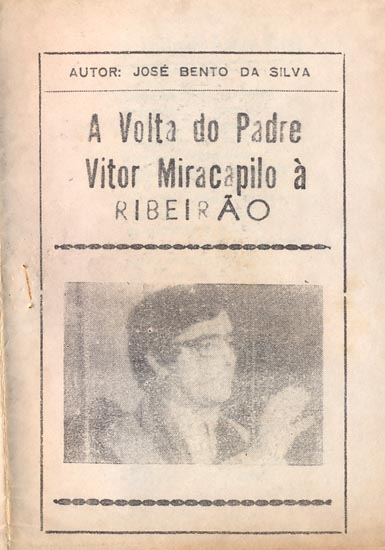 AUTOR: JOSÉ BENTO DA SILVA
A Volta do Padre
Vitor Miracapilo à
RIBEIRÃO